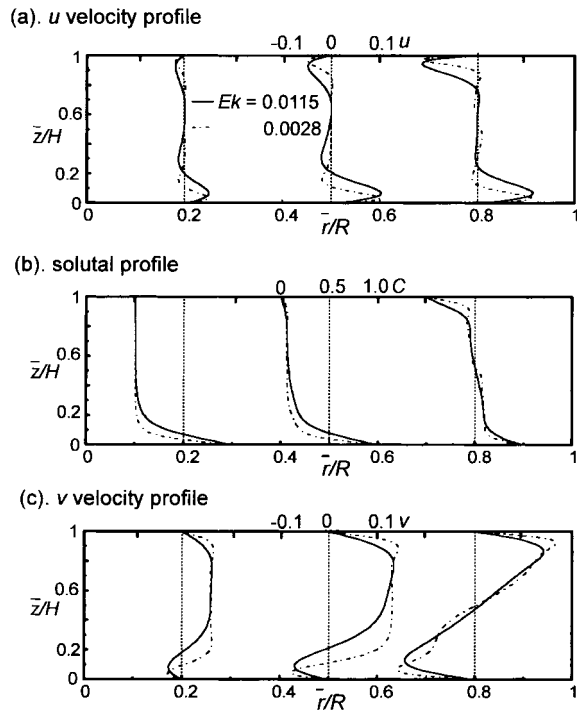 (a). u velocity profile
-0.1 0 0.1 u
1
0.6
z̄/H
0.2
0
Ek = 0.0115
0.0028
0 0.2 0.4 0.6 0.8 1
r̄/R
(b). solutal profile
0 0.5 1.0 C
1
0.6
z̄/H
0.2
0
0 0.2 0.4 0.6 0.8 1
r̄/R
(c). v velocity profile
-0.1 0 0.1 v
1
0.6
z̄/H
0.2
0
0 0.2 0.4 0.6 0.8 1
r̄/R